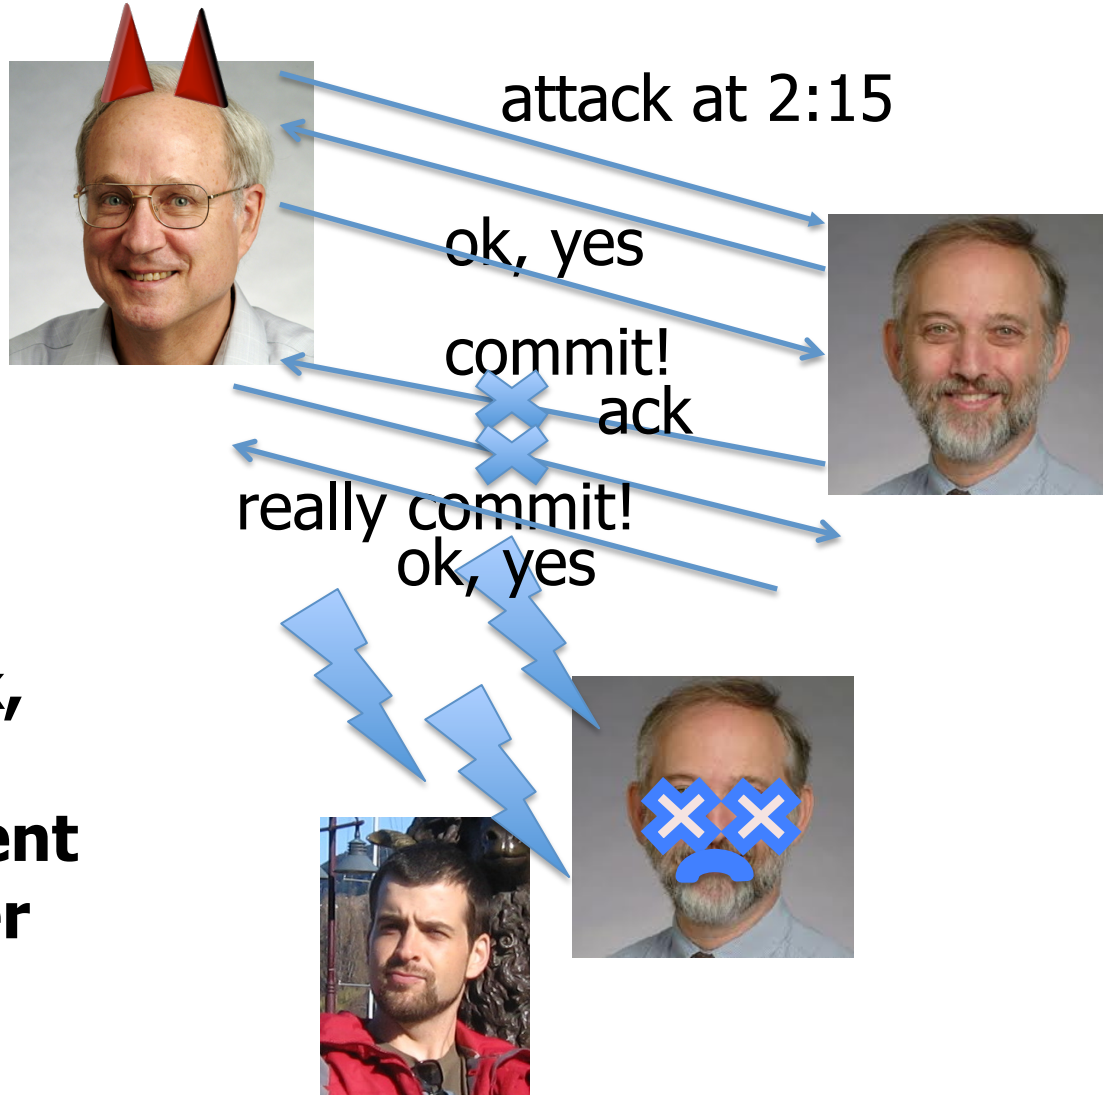 attack at 2:15
ok, yes
commit!
ack
really commit!
ok, yes